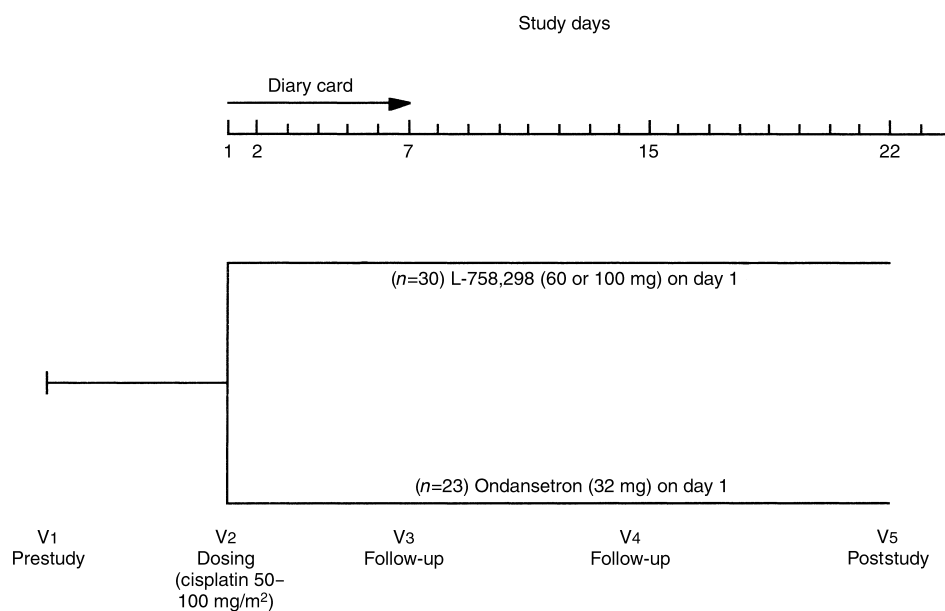 Study days
Diary card
1 2 7 15 22
(n=30) L-758,298 (60 or 100 mg) on day 1
(n=23) Ondansetron (32 mg) on day 1
V1 V2 V3 V4 V5
Prestudy Dosing Follow-up Follow-up Poststudy
(cisplatin 50–
100 mg/m²)